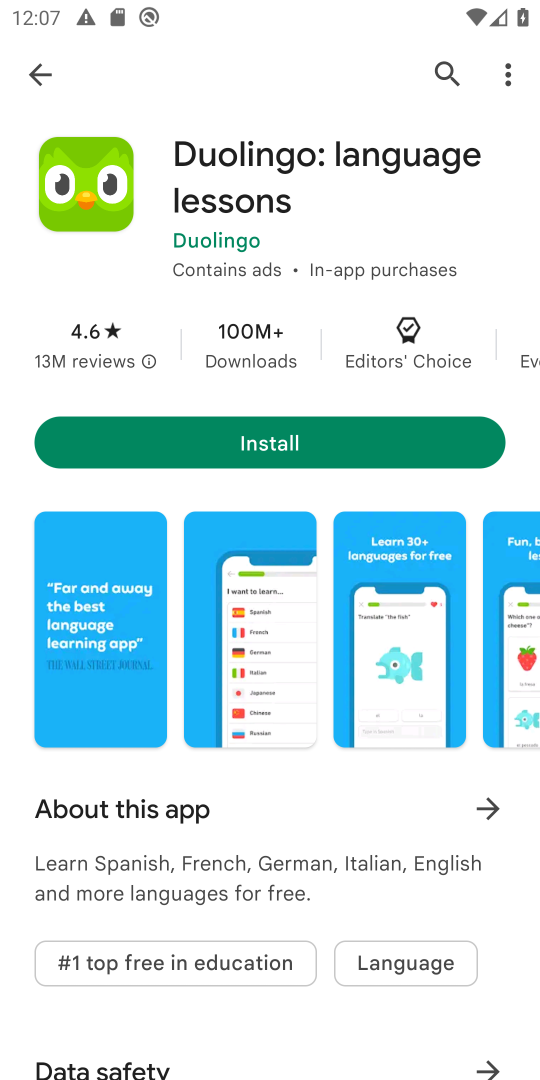 12:07
Duolingo: language
lessons
Duolingo
Contains ads • In-app purchases
4.6★ 100M+
13M reviews Downloads Editors' Choice Ev
Install
“Far and away
the best
language
learning app”
THE WALL STREET JOURNAL
I want to learn...
Spanish
French
German
Italian
Japanese
Chinese
Russian
Learn 30+
languages for free
Translate "the fish"
el
la
Fun, b
le
Which one o
cheese"?
About this app
Learn Spanish, French, German, Italian, English
and more languages for free.
#1 top free in education
Language
Data safety